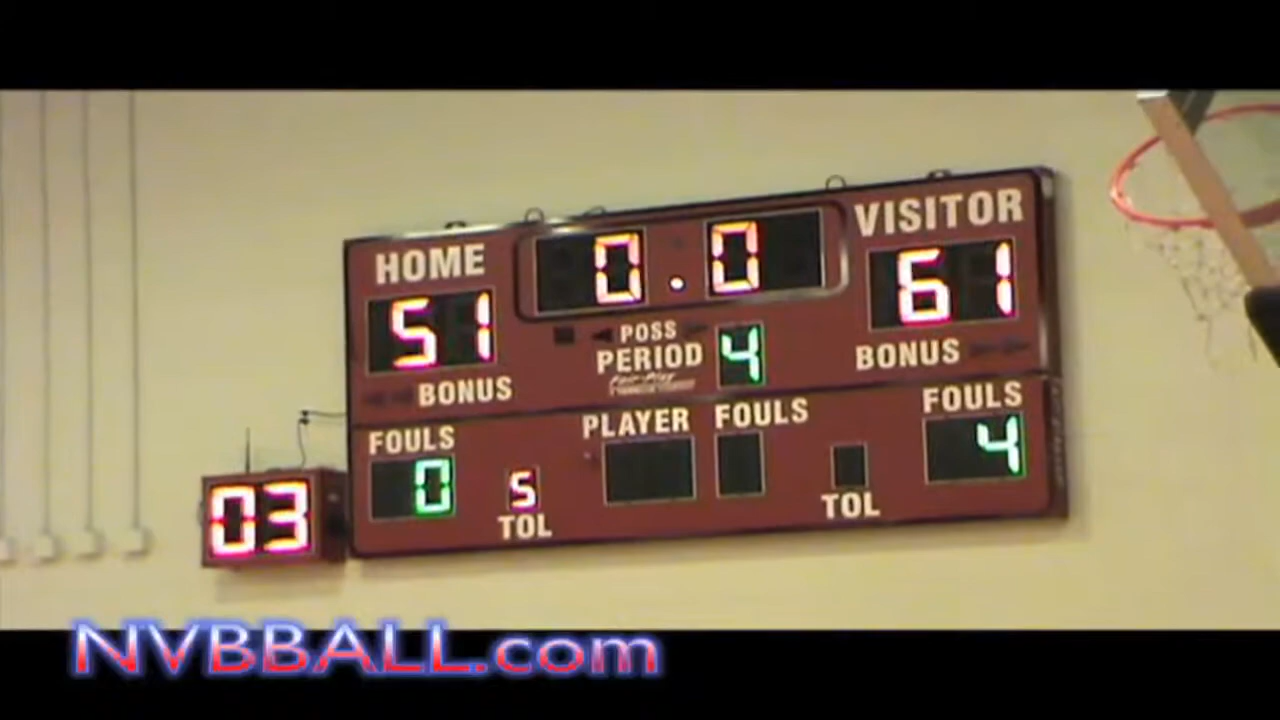 HOME
0.0
VISITOR
51
61
POSS
PERIOD 4
BONUS
BONUS
FOULS
PLAYER FOULS
FOULS
0
5
4
TOL
TOL
03
NVBBALL.com